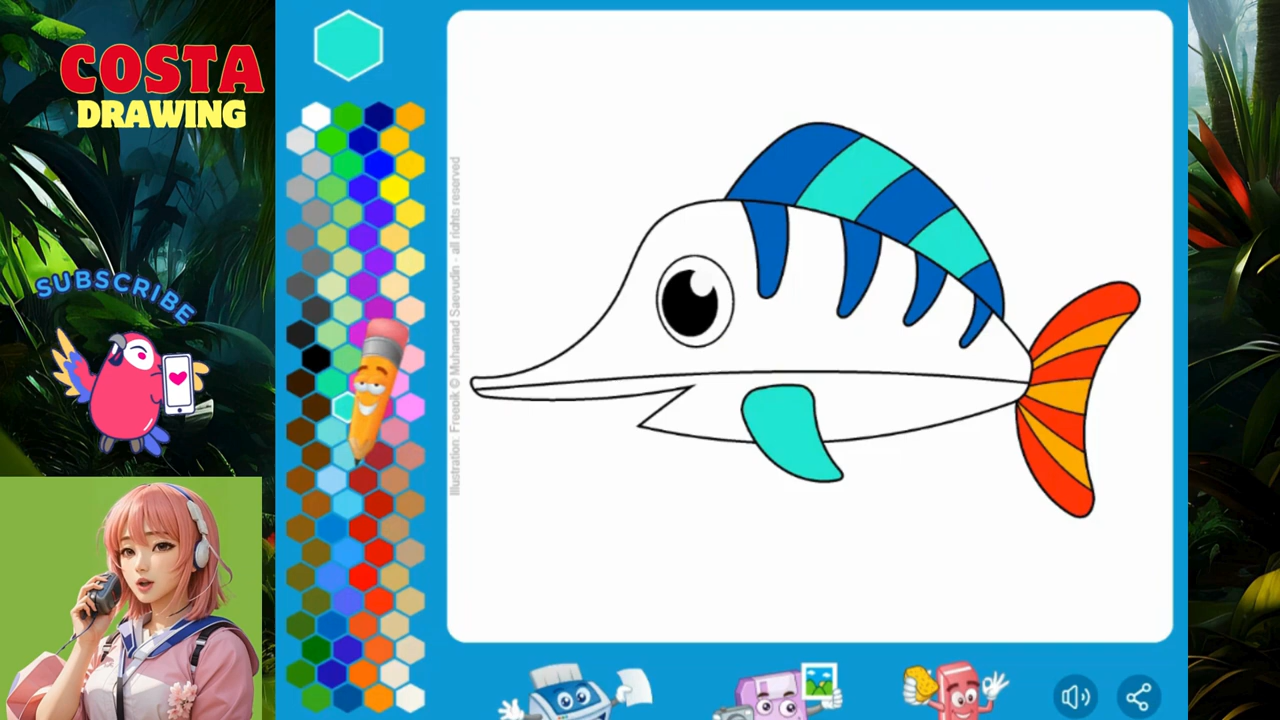 COSTA
DRAWING
SUBSCRIBE
Illustration: Freepik © Muhamad Saevudin - all rights reserved